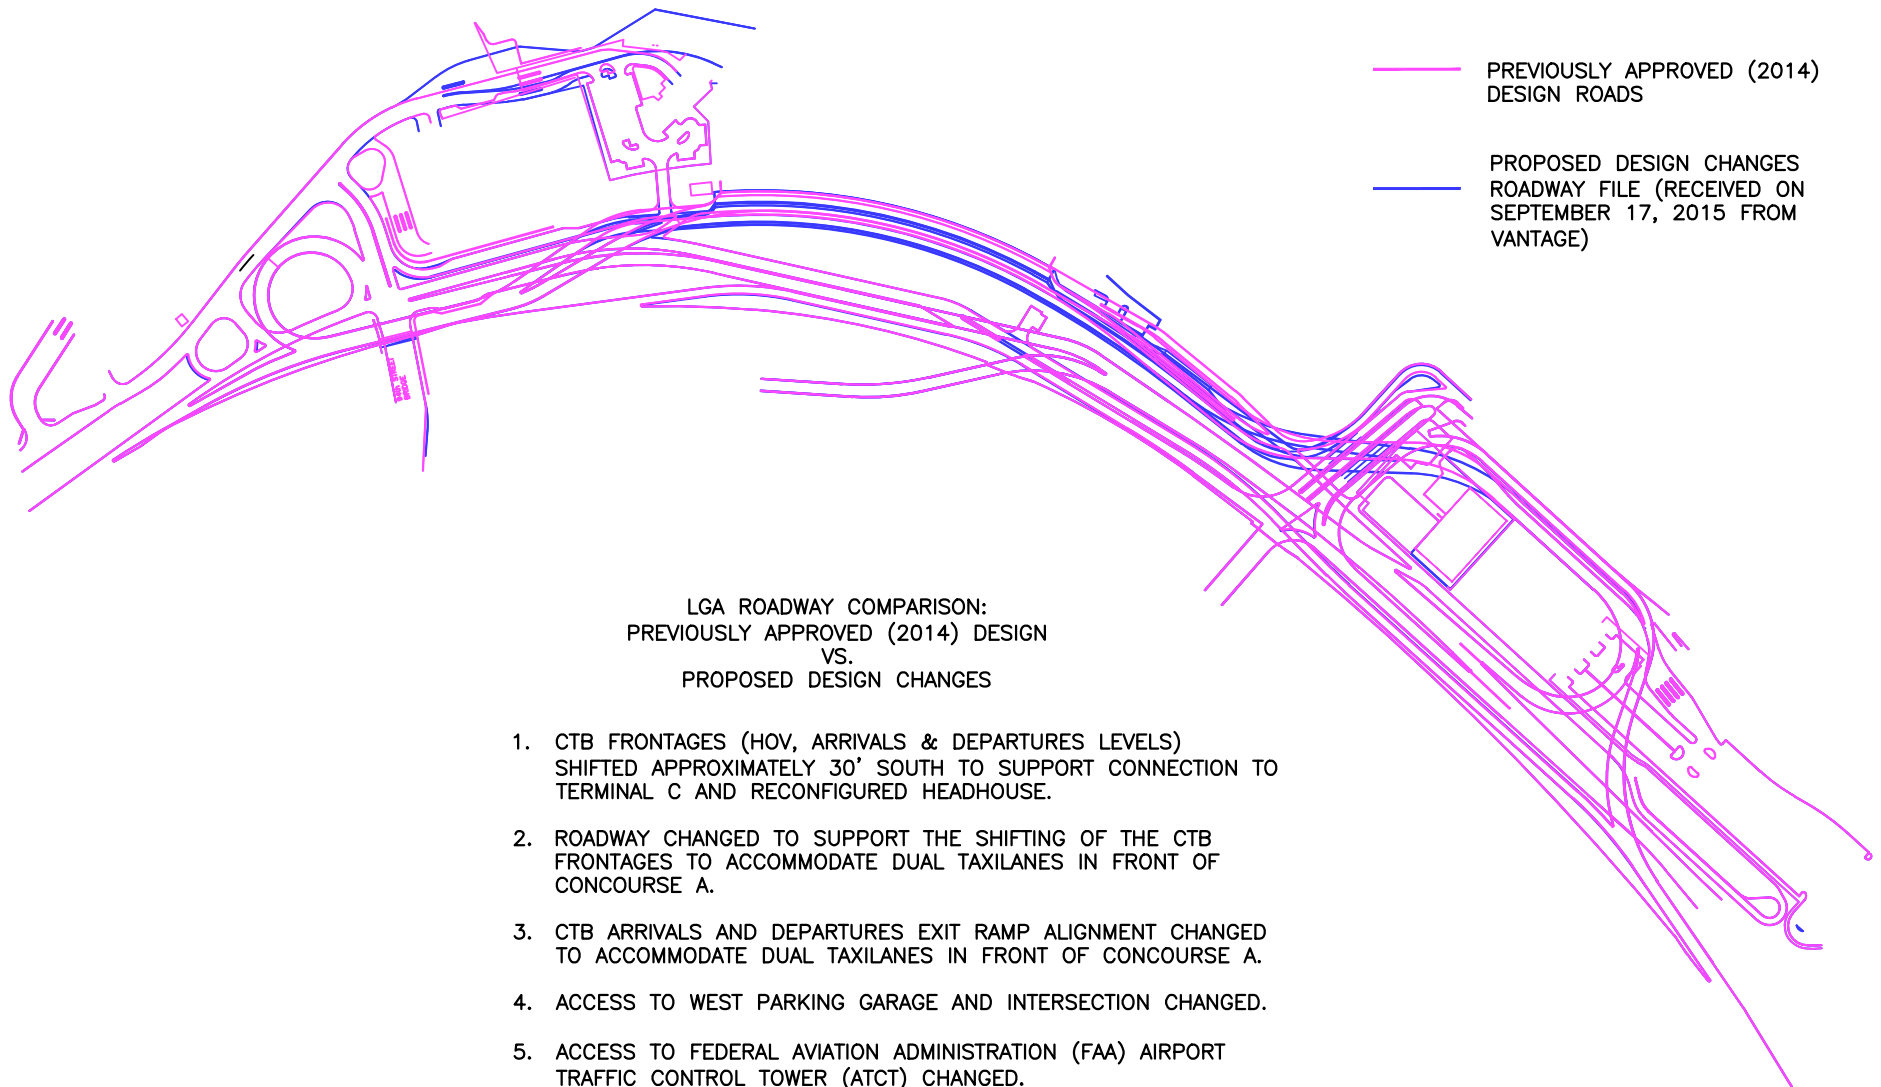 PREVIOUSLY APPROVED (2014)
DESIGN ROADS
PROPOSED DESIGN CHANGES
ROADWAY FILE (RECEIVED ON
SEPTEMBER 17, 2015 FROM
VANTAGE)
LGA ROADWAY COMPARISON:
PREVIOUSLY APPROVED (2014) DESIGN
VS.
PROPOSED DESIGN CHANGES
1. CTB FRONTAGES (HOV, ARRIVALS & DEPARTURES LEVELS)
SHIFTED APPROXIMATELY 30' SOUTH TO SUPPORT CONNECTION TO
TERMINAL C AND RECONFIGURED HEADHOUSE.
2. ROADWAY CHANGED TO SUPPORT THE SHIFTING OF THE CTB
FRONTAGES TO ACCOMMODATE DUAL TAXILANES IN FRONT OF
CONCOURSE A.
3. CTB ARRIVALS AND DEPARTURES EXIT RAMP ALIGNMENT CHANGED
TO ACCOMMODATE DUAL TAXILANES IN FRONT OF CONCOURSE A.
4. ACCESS TO WEST PARKING GARAGE AND INTERSECTION CHANGED.
5. ACCESS TO FEDERAL AVIATION ADMINISTRATION (FAA) AIRPORT
TRAFFIC CONTROL TOWER (ATCT) CHANGED.